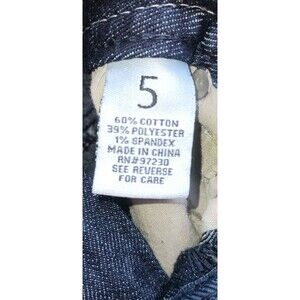 5
60% COTTON
39% POLYESTER
1% SPANDEX
MADE IN CHINA
RN#97230
SEE REVERSE
FOR CARE